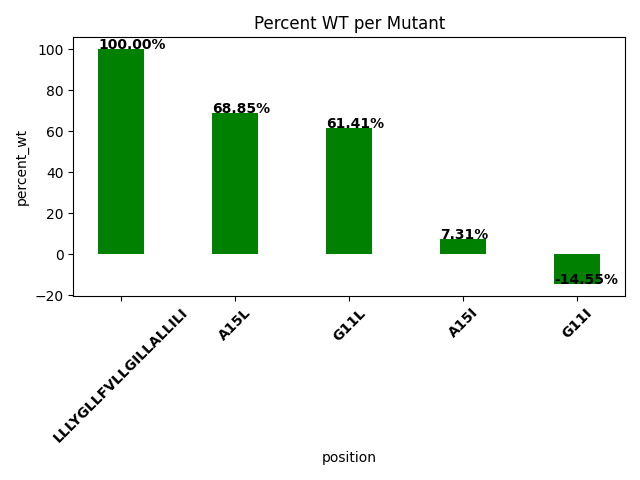 Percent WT per Mutant
percent_wt
100
80
60
40
20
0
−20
100.00%
68.85%
61.41%
7.31%
-14.55%
LLLYGLLFVLLGILLALLILI
A15L
G11L
A15I
G11I
position